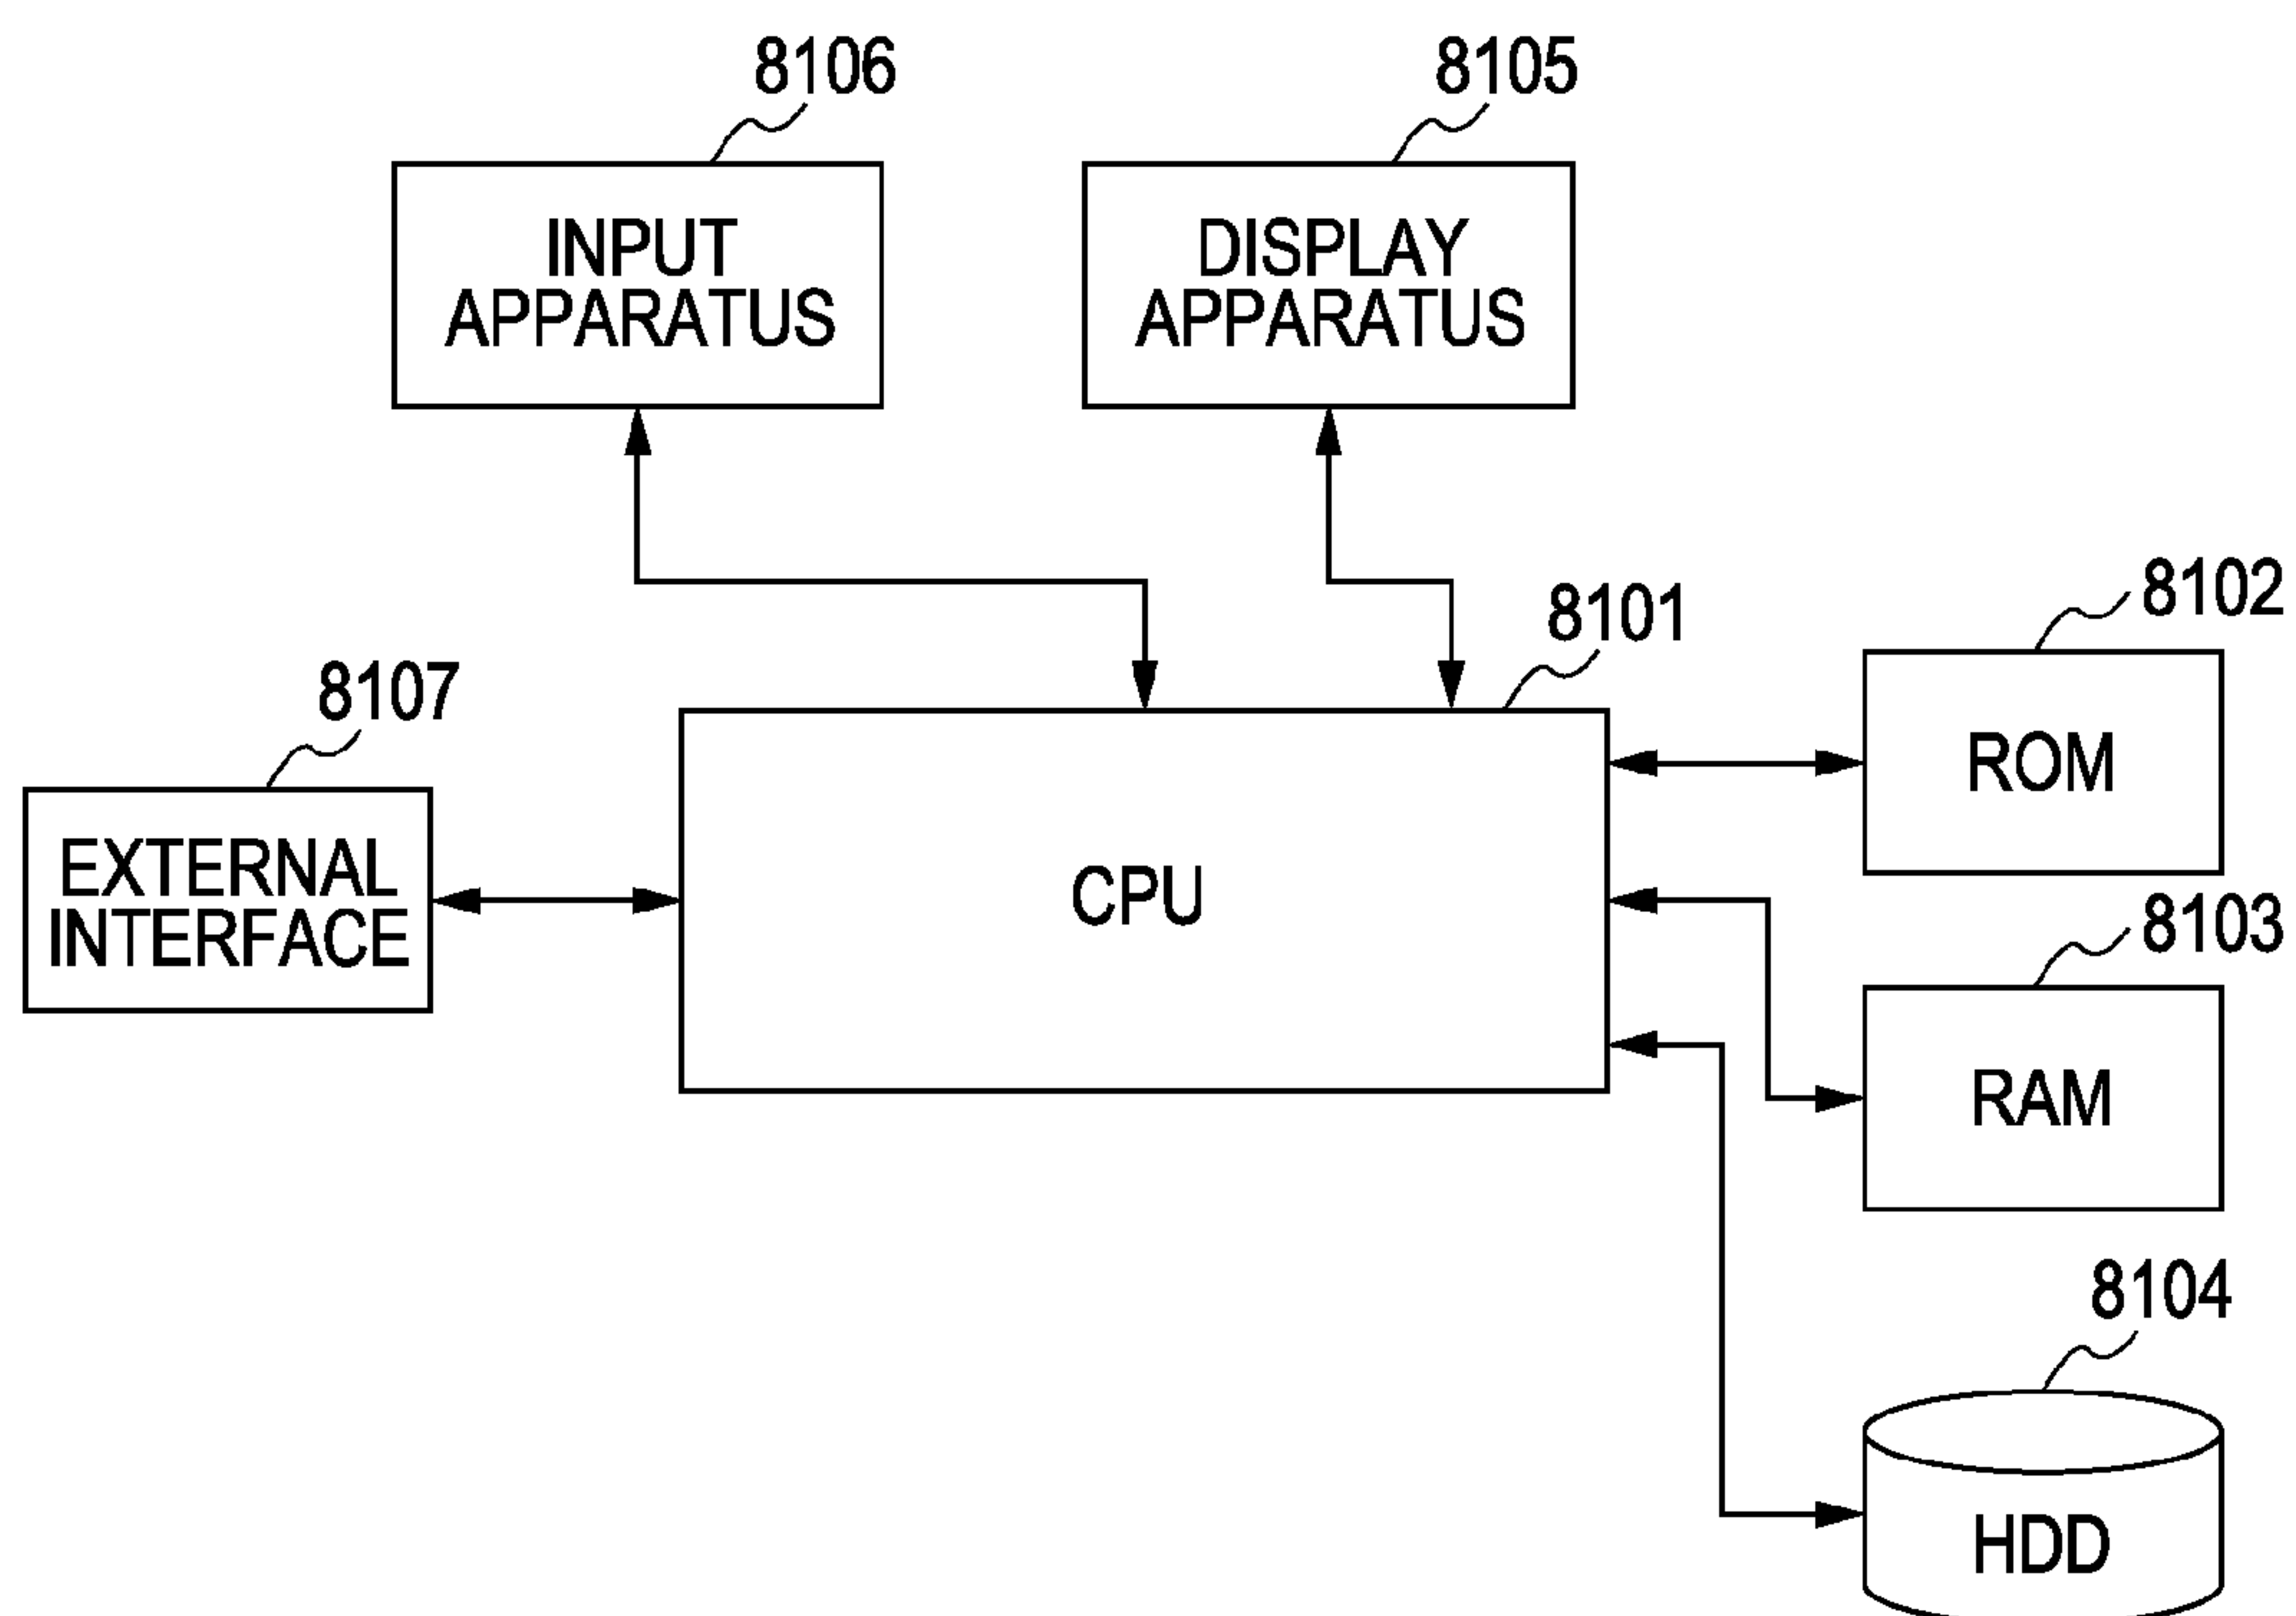 8106
8105
INPUT
APPARATUS
DISPLAY
APPARATUS
8101
8102
8107
ROM
EXTERNAL
INTERFACE
CPU
8103
RAM
8104
HDD